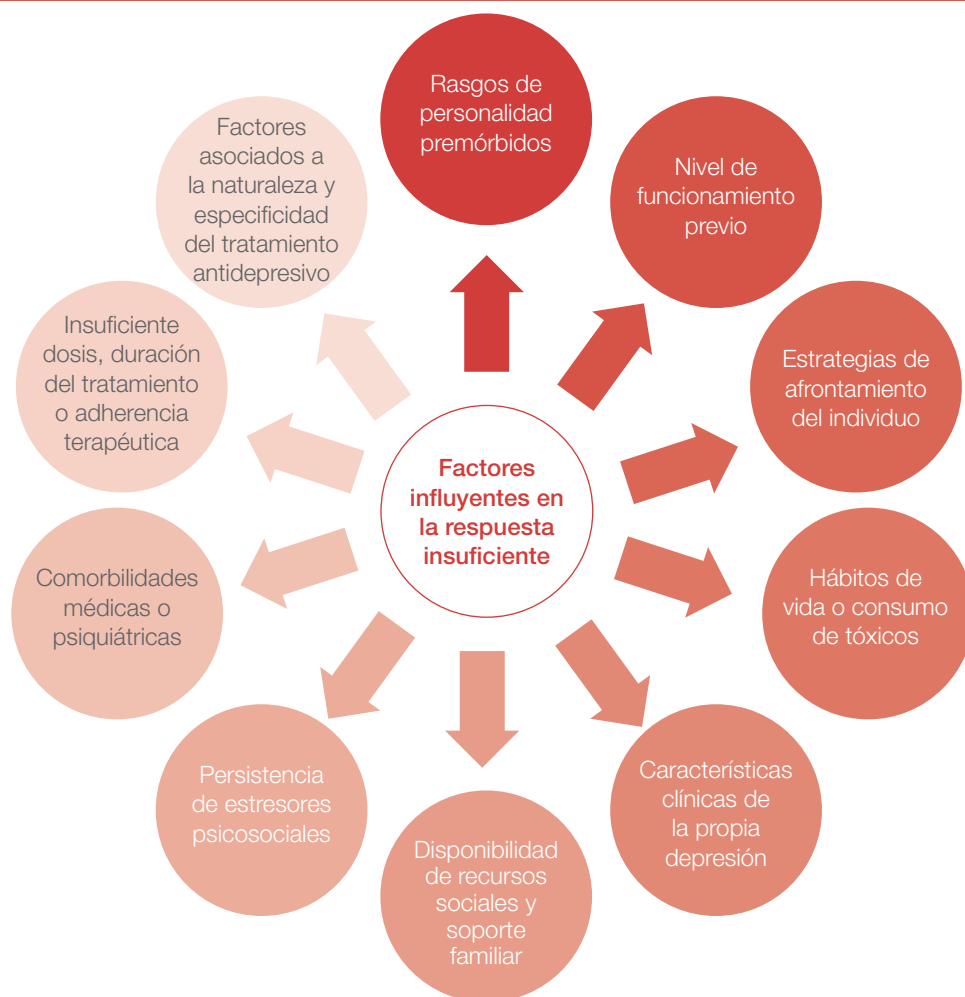 Rasgos de
personalidad
premórbidos
Nivel de
funcionamiento
previo
Estrategias de
afrontamiento
del individuo
Hábitos de
vida o consumo
de tóxicos
Características
clínicas de
la propia
depresión
Disponibilidad
de recursos
sociales y
soporte
familiar
Persistencia
de estresores
psicosociales
Comorbilidades
médicas o
psiquiátricas
Insuficiente
dosis, duración
del tratamiento
o adherencia
terapéutica
Factores
asociados a
la naturaleza y
especificidad
del tratamiento
antidepresivo
Factores
influyentes en
la respuesta
insuficiente